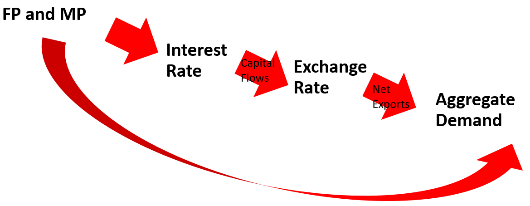 FP and MP
Interest
Rate
Capital
Flows
Exchange
Rate
Net
Exports
Aggregate
Demand